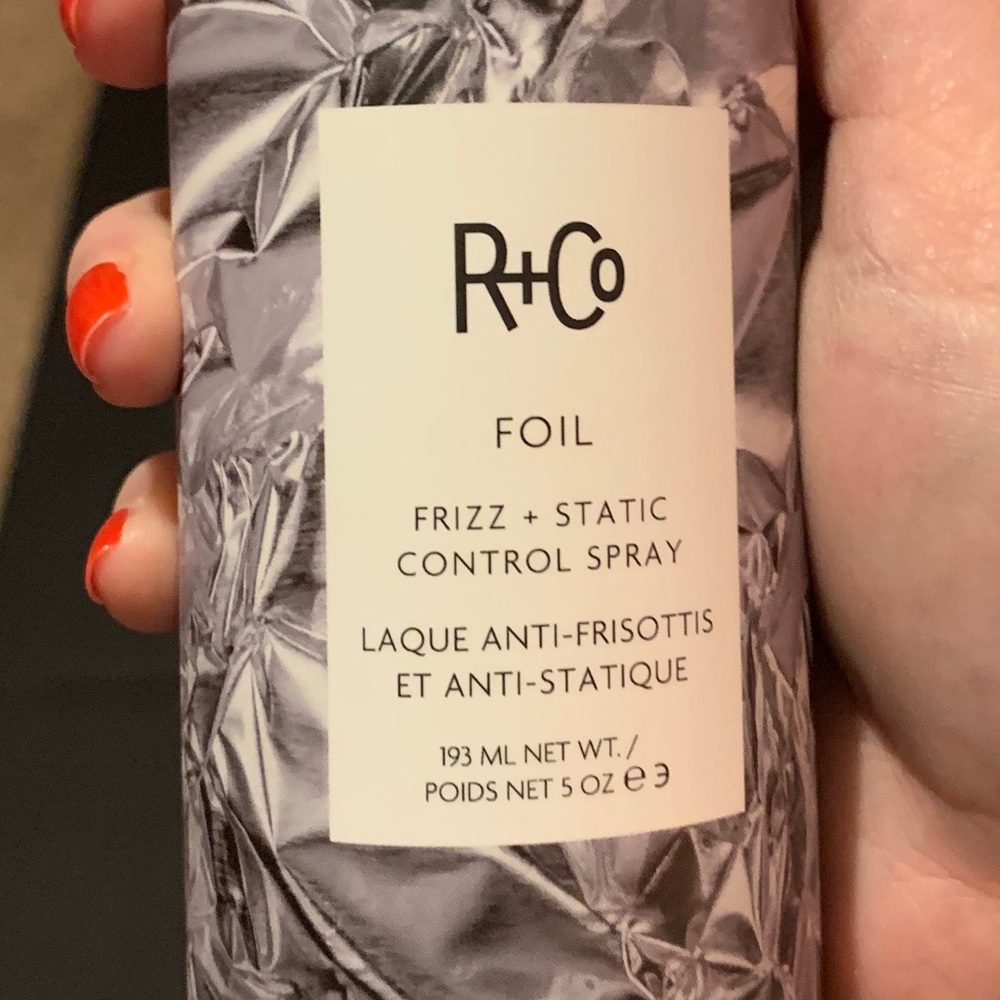 R+Co
FOIL
FRIZZ + STATIC
CONTROL SPRAY
LAQUE ANTI-FRISOTTIS
ET ANTI-STATIQUE
193 ML NET WT. /
POIDS NET 5 OZ ℮ 3